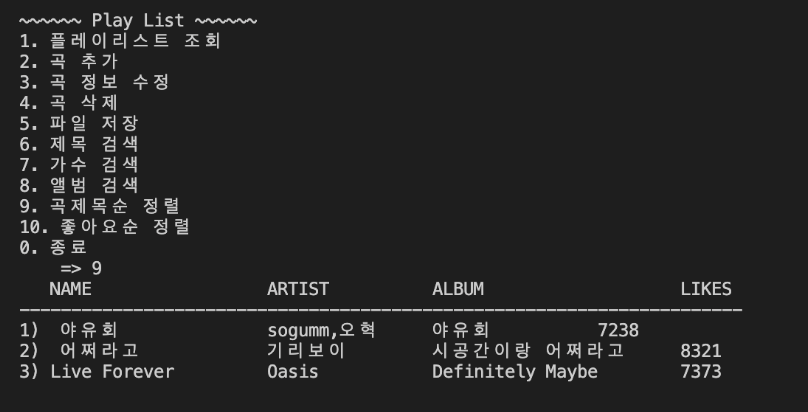 ~~~~~~ Play List ~~~~~~
1. 플레이리스트 조회
2. 곡 추가
3. 곡 정보 수정
4. 곡 삭제
5. 파일 저장
6. 제목 검색
7. 가수 검색
8. 앨범 검색
9. 곡제목순 정렬
10. 좋아요순 정렬
0. 종료
=> 9
NAME ARTIST ALBUM LIKES
----------------------------------------------------------------------
1) 야유회 sogumm,오혁 야유회 7238
2) 어쩌라고 기리보이 시공간이랑 어쩌라고 8321
3) Live Forever Oasis Definitely Maybe 7373